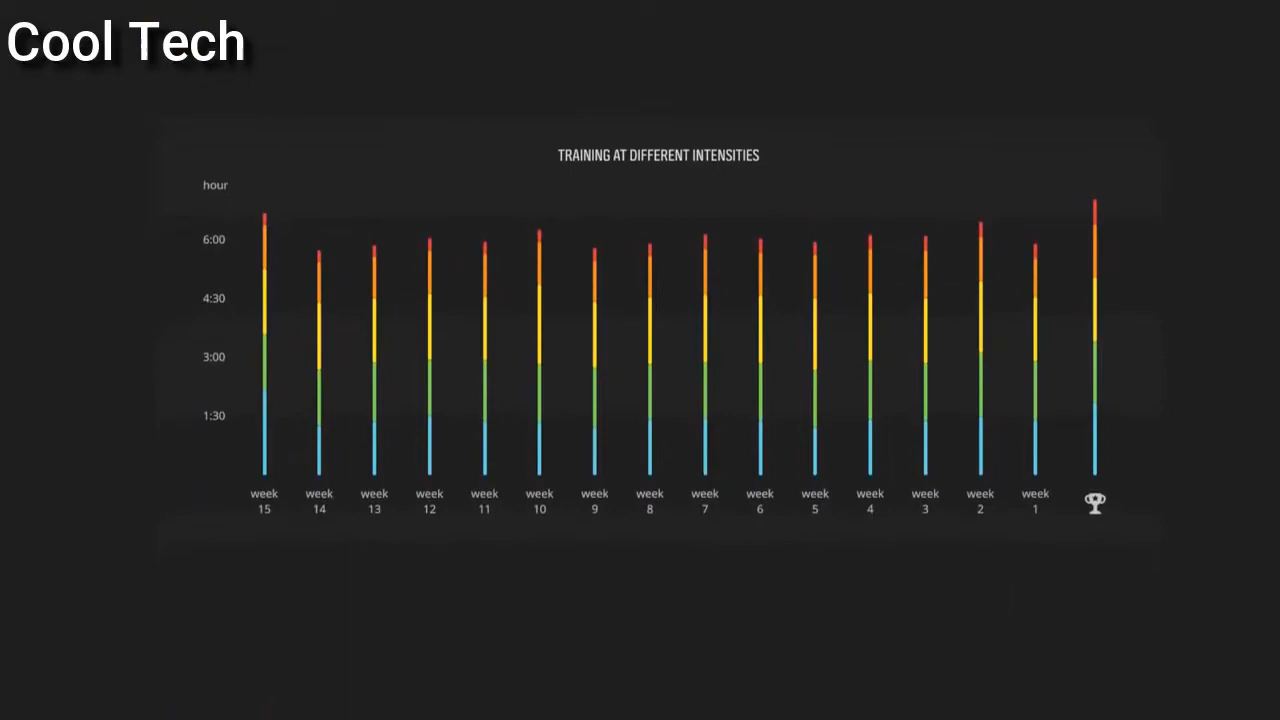 Cool Tech
TRAINING AT DIFFERENT INTENSITIES
hour
6:00
4:30
3:00
1:30
week 15
week 14
week 13
week 12
week 11
week 10
week 9
week 8
week 7
week 6
week 5
week 4
week 3
week 2
week 1